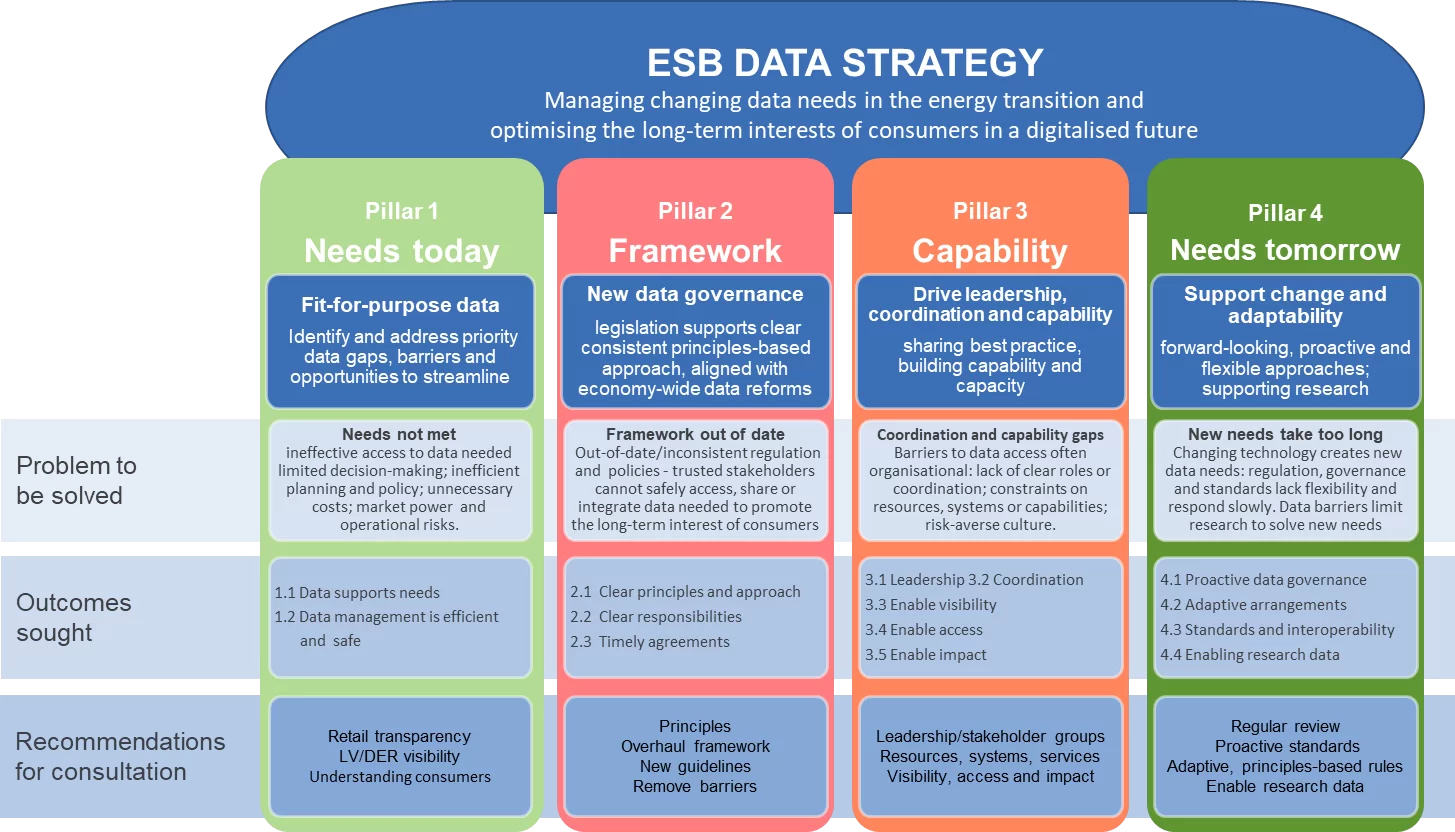 ESB DATA STRATEGY
Managing changing data needs in the energy transition and
optimising the long-term interests of consumers in a digitalised future
Pillar 1
Needs today
Fit-for-purpose data
Identify and address priority
data gaps, barriers and
opportunities to streamline
Pillar 2
Framework
New data governance
legislation supports clear
consistent principles-based
approach, aligned with
economy-wide data reforms
Pillar 3
Capability
Drive leadership,
coordination and capability
sharing best practice,
building capability and
capacity
Pillar 4
Needs tomorrow
Support change and
adaptability
forward-looking, proactive and
flexible approaches;
supporting research
Problem to
be solved
Needs not met
ineffective access to data needed
limited decision-making; inefficient
planning and policy; unnecessary
costs; market power and
operational risks.
Framework out of date
Out-of-date/inconsistent regulation
and policies - trusted stakeholders
cannot safely access, share or
integrate data needed to promote
the long-term interest of consumers
Coordination and capability gaps
Barriers to data access often
organisational: lack of clear roles or
coordination; constraints on
resources, systems or capabilities;
risk-averse culture.
New needs take too long
Changing technology creates new
data needs: regulation, governance
and standards lack flexibility and
respond slowly. Data barriers limit
research to solve new needs
Outcomes
sought
1.1 Data supports needs
1.2 Data management is efficient
and safe
2.1 Clear principles and approach
2.2 Clear responsibilities
2.3 Timely agreements
3.1 Leadership 3.2 Coordination
3.3 Enable visibility
3.4 Enable access
3.5 Enable impact
4.1 Proactive data governance
4.2 Adaptive arrangements
4.3 Standards and interoperability
4.4 Enabling research data
Recommendations
for consultation
Retail transparency
LV/DER visibility
Understanding consumers
Principles
Overhaul framework
New guidelines
Remove barriers
Leadership/stakeholder groups
Resources, systems, services
Visibility, access and impact
Regular review
Proactive standards
Adaptive, principles-based rules
Enable research data